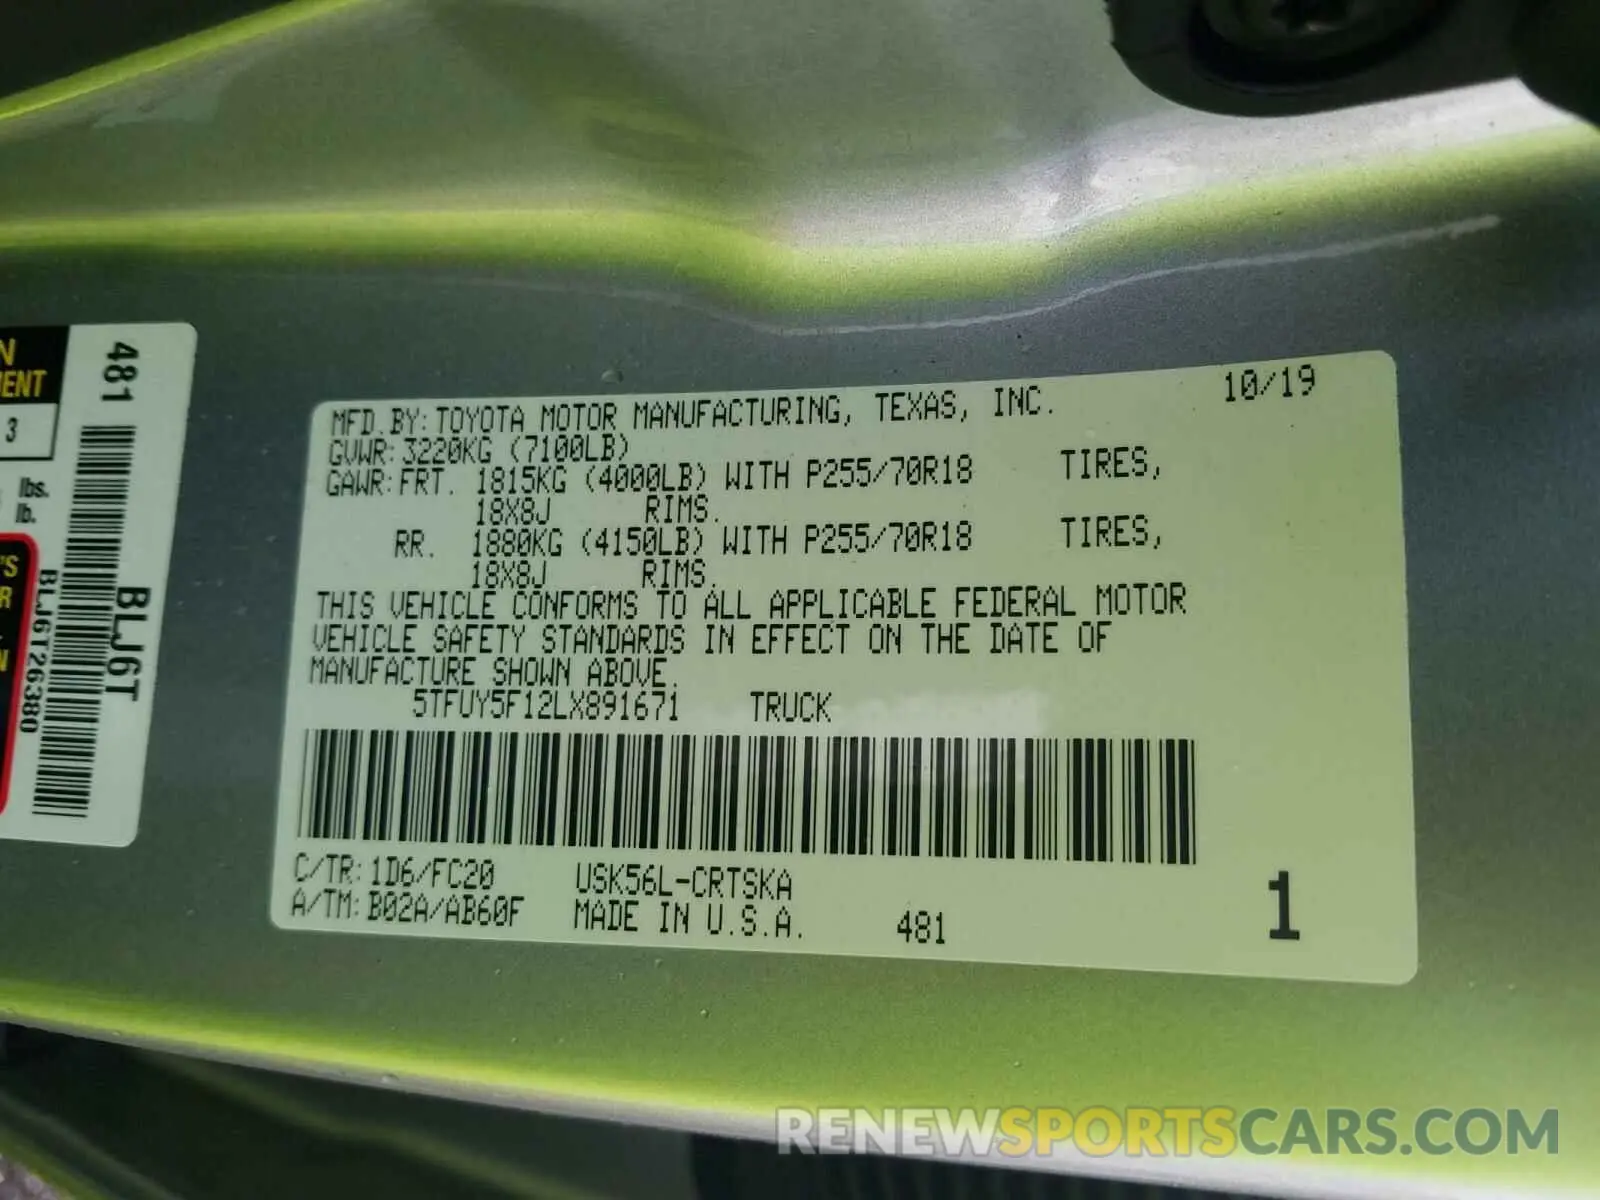 N
MENT
3
lbs.
lb.
'S
R
N
481
BLJ6T
BLJ6T26380
MFD.BY:TOYOTA MOTOR MANUFACTURING, TEXAS, INC. 10/19
GVWR:3220KG (7100LB)
GAWR:FRT. 1815KG (4000LB) WITH P255/70R18 TIRES,
18X8J RIMS.
RR. 1880KG (4150LB) WITH P255/70R18 TIRES,
18X8J RIMS.
THIS VEHICLE CONFORMS TO ALL APPLICABLE FEDERAL MOTOR
VEHICLE SAFETY STANDARDS IN EFFECT ON THE DATE OF
MANUFACTURE SHOWN ABOVE.
5TFUY5F12LX891671 TRUCK
C/TR:1D6/FC20 USK56L-CRTSKA
A/TM:B02A/AB60F MADE IN U.S.A. 481 1
RENEWSPORTSCARS.COM